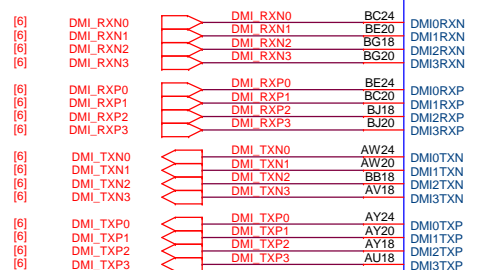 [6] DMI_RXN0 DMI_RXN0 BC24 DMI0RXN
[6] DMI_RXN1 DMI_RXN1 BE20 DMI1RXN
[6] DMI_RXN2 DMI_RXN2 BG18 DMI2RXN
[6] DMI_RXN3 DMI_RXN3 BG20 DMI3RXN
[6] DMI_RXP0 DMI_RXP0 BE24 DMI0RXP
[6] DMI_RXP1 DMI_RXP1 BC20 DMI1RXP
[6] DMI_RXP2 DMI_RXP2 BJ18 DMI2RXP
[6] DMI_RXP3 DMI_RXP3 BJ20 DMI3RXP
[6] DMI_TXN0 DMI_TXN0 AW24 DMI0TXN
[6] DMI_TXN1 DMI_TXN1 AW20 DMI1TXN
[6] DMI_TXN2 DMI_TXN2 BB18 DMI2TXN
[6] DMI_TXN3 DMI_TXN3 AV18 DMI3TXN
[6] DMI_TXP0 DMI_TXP0 AY24 DMI0TXP
[6] DMI_TXP1 DMI_TXP1 AY20 DMI1TXP
[6] DMI_TXP2 DMI_TXP2 AY18 DMI2TXP
[6] DMI_TXP3 DMI_TXP3 AU18 DMI3TXP